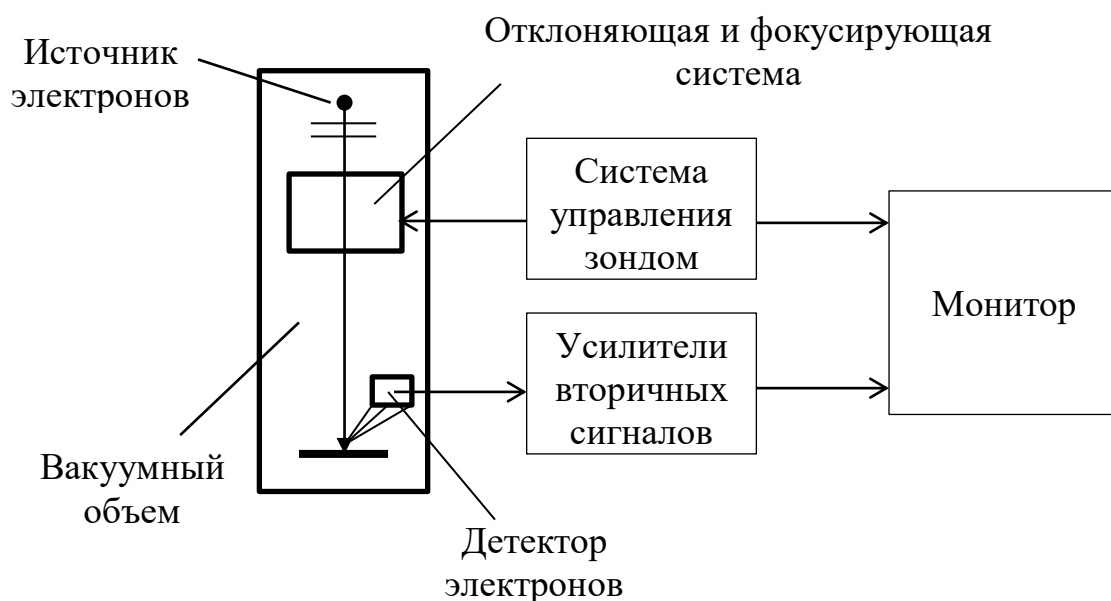 Источник
электронов
Отклоняющая и фокусирующая
система
Система
управления
зондом
Монитор
Усилители
вторичных
сигналов
Вакуумный
объем
Детектор
электронов